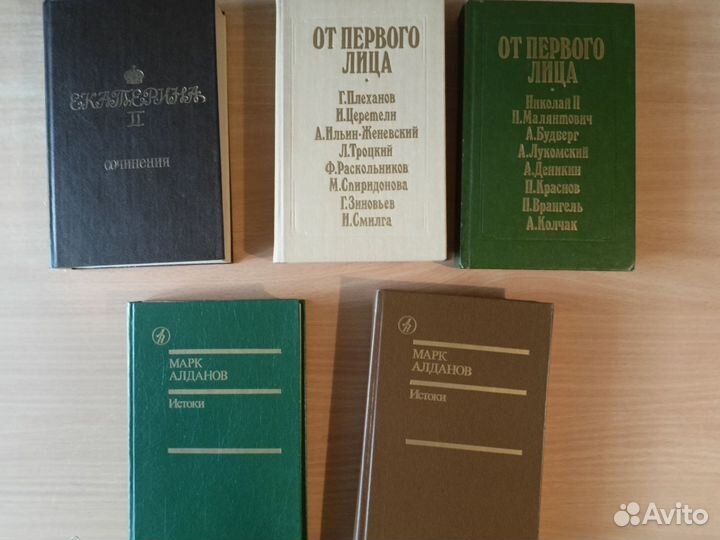 ЕКАТЕРИНА
II
СОЧИНЕНИЯ
ОТ ПЕРВОГО
ЛИЦА
Г.Плеханов
И.Церетели
А.Ильин-Женевский
Л.Троцкий
Ф.Раскольников
М.Спиридонова
Г.Зиновьев
И.Смилга
ОТ ПЕРВОГО
ЛИЦА
Николай II
П.Малянтович
А.Будберг
А.Лукомский
А.Деникин
П.Краснов
П.Врангель
А.Колчак
МАРК
АЛДАНОВ
Истоки
МАРК
АЛДАНОВ
Истоки
Avito